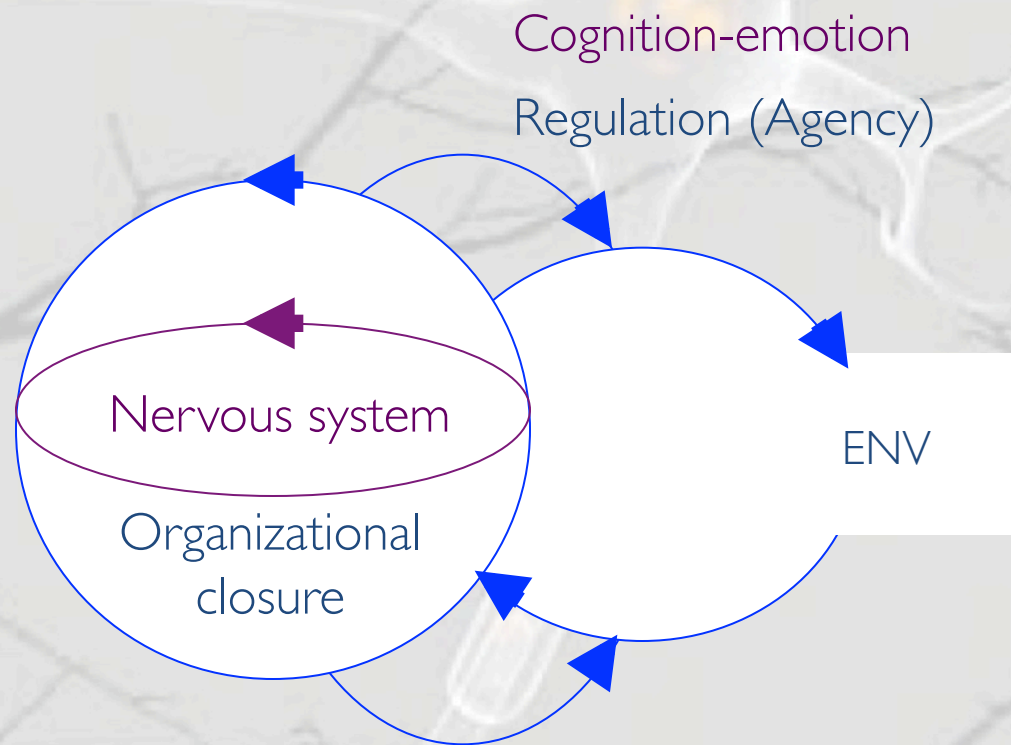 Cognition-emotion
Regulation (Agency)
Nervous system
ENV
Organizational
closure